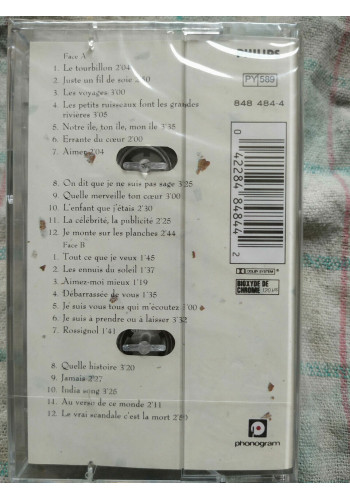 PHILIPS
PY 589
848 484-4
Face A
1. Le tourbillon 2'04
2. Juste un fil de soie 2'50
3. Les voyages 3'00
4. Les petits ruisseaux font les grandes
rivières 3'05
5. Notre île, ton île, mon île 3'35
6. Errante du cœur 2'00
7. Aimer 2'04
8. On dit que je ne suis pas sage 3'25
9. Quelle merveille ton cœur 3'00
10. L'enfant que j'étais 2'30
11. La célébrité, la publicité 2'25
12. Je monte sur les planches 2'44
Face B
1. Tout ce que je veux 1'45
2. Les ennuis du soleil 1'37
3. Aimez-moi mieux 1'19
4. Débarrassée de vous 1'35
5. Je suis vous tous qui m'écoutez 3'00
6. Je suis à prendre ou à laisser 3'32
7. Rossignol 1'41
8. Quelle histoire 3'20
9. Jamais 2'27
10. India song 3'28
11. Au verso de ce monde 2'11
12. Le vrai scandale c'est la mort 2'50
0 42284 84844 2
DOLBY SYSTEM
BIOXYDE DE
CHROME
phonogram